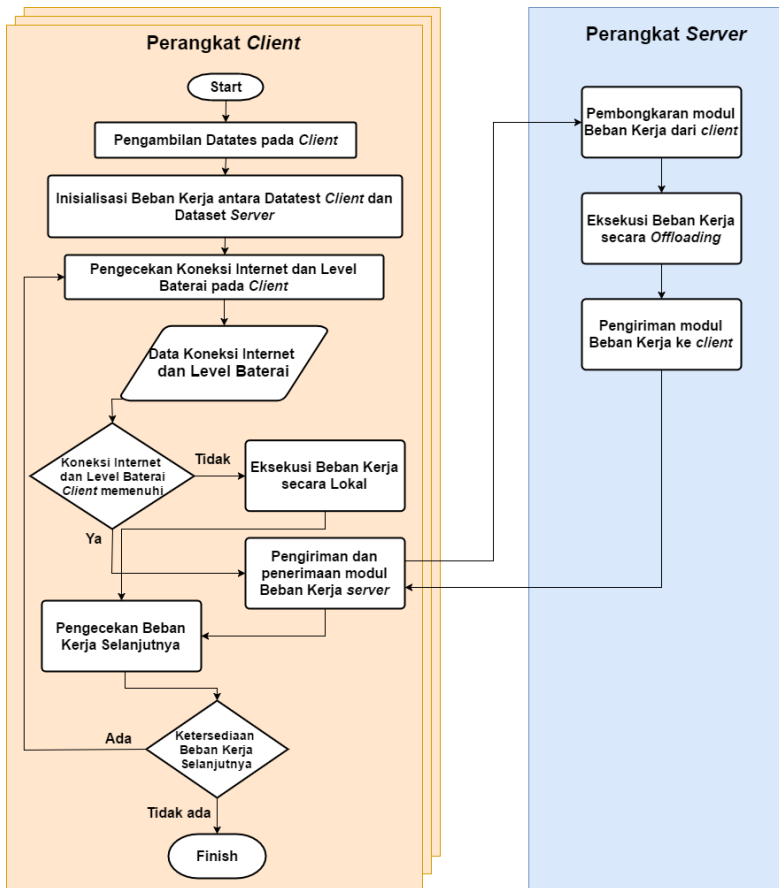 Perangkat Client
Start
Pengambilan Datates pada Client
Inisialisasi Beban Kerja antara Datatest Client dan
Dataset Server
Pengecekan Koneksi Internet dan Level
Baterai pada Client
Data Koneksi Internet
dan Level Baterai
Koneksi Internet
dan Level Baterai
Client memenuhi
Tidak
Eksekusi Beban Kerja
secara Lokal
Ya
Pengiriman dan
penerimaan modul
Beban Kerja server
Pengecekan Beban
Kerja Selanjutnya
Ada
Ketersediaan
Beban Kerja
Selanjutnya
Tidak ada
Finish
Perangkat Server
Pembongkaran modul
Beban Kerja dari client
Eksekusi Beban Kerja
secara Offloading
Pengiriman modul
Beban Kerja ke client